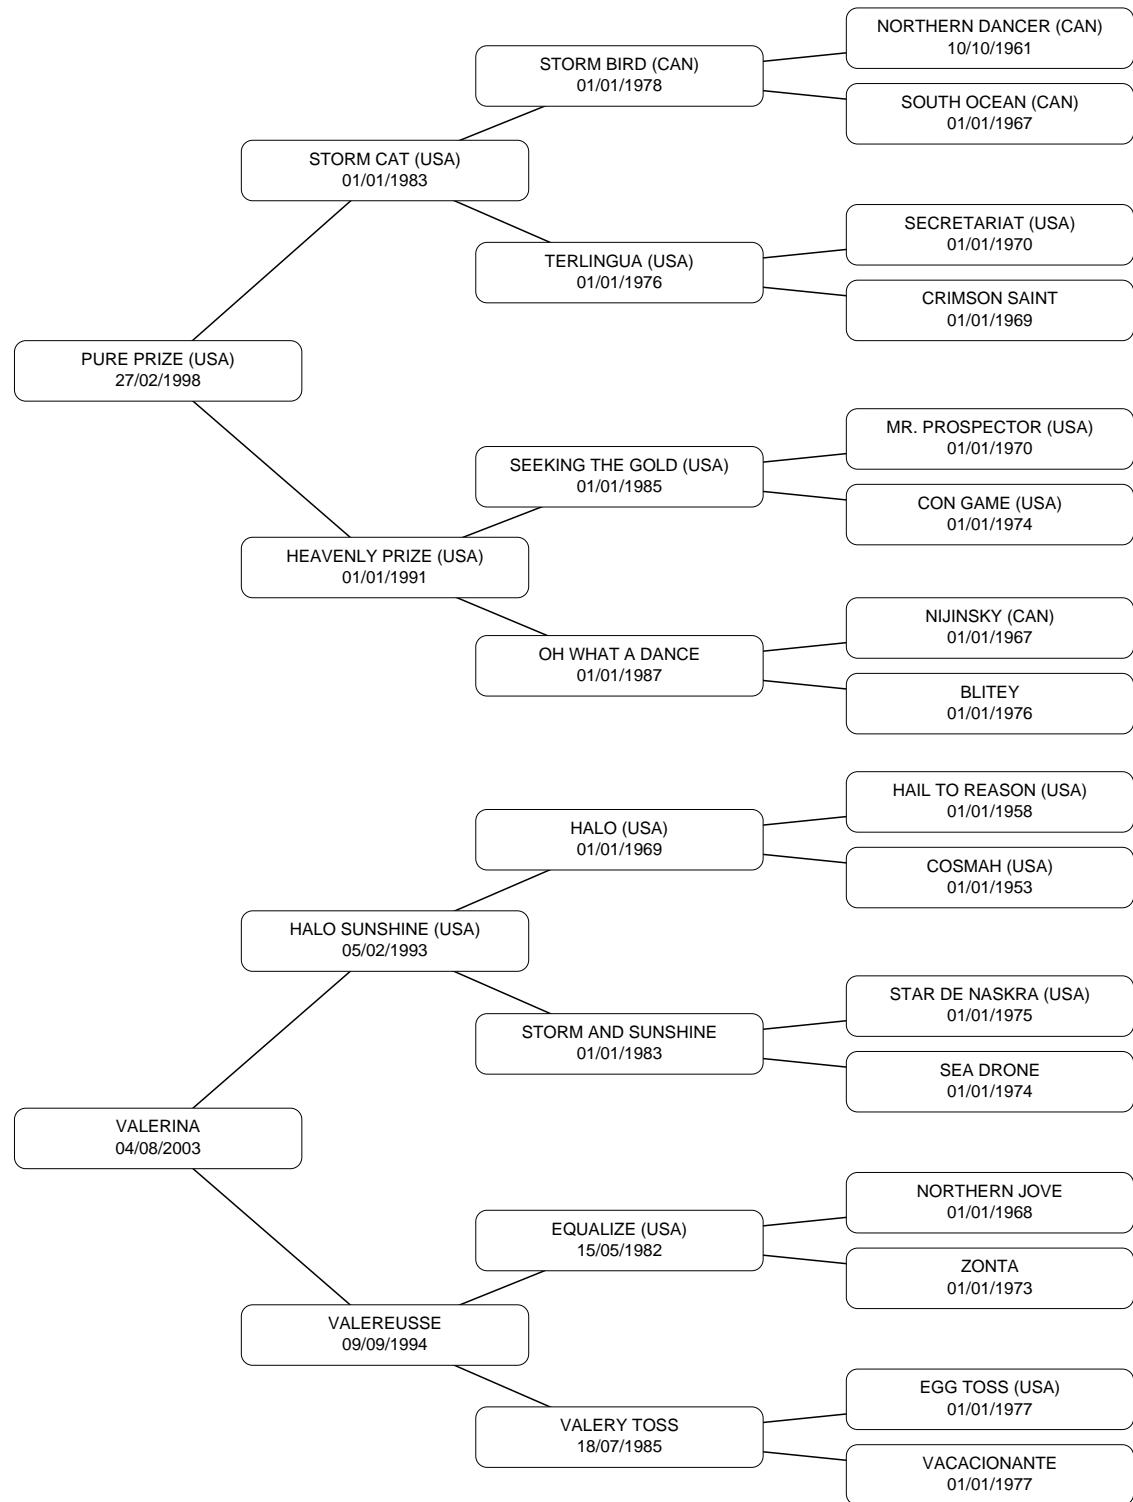 NORTHERN DANCER (CAN)
10/10/1961
STORM BIRD (CAN)
01/01/1978
SOUTH OCEAN (CAN)
01/01/1967
STORM CAT (USA)
01/01/1983
SECRETARIAT (USA)
01/01/1970
TERLINGUA (USA)
01/01/1976
CRIMSON SAINT
01/01/1969
PURE PRIZE (USA)
27/02/1998
MR. PROSPECTOR (USA)
01/01/1970
SEEKING THE GOLD (USA)
01/01/1985
CON GAME (USA)
01/01/1974
HEAVENLY PRIZE (USA)
01/01/1991
NIJINSKY (CAN)
01/01/1967
OH WHAT A DANCE
01/01/1987
BLITEY
01/01/1976
HAIL TO REASON (USA)
01/01/1958
HALO (USA)
01/01/1969
COSMAH (USA)
01/01/1953
HALO SUNSHINE (USA)
05/02/1993
STAR DE NASKRA (USA)
01/01/1975
STORM AND SUNSHINE
01/01/1983
SEA DRONE
01/01/1974
VALERINA
04/08/2003
NORTHERN JOVE
01/01/1968
EQUALIZE (USA)
15/05/1982
ZONTA
01/01/1973
VALEREUSSE
09/09/1994
EGG TOSS (USA)
01/01/1977
VALERY TOSS
18/07/1985
VACACIONANTE
01/01/1977